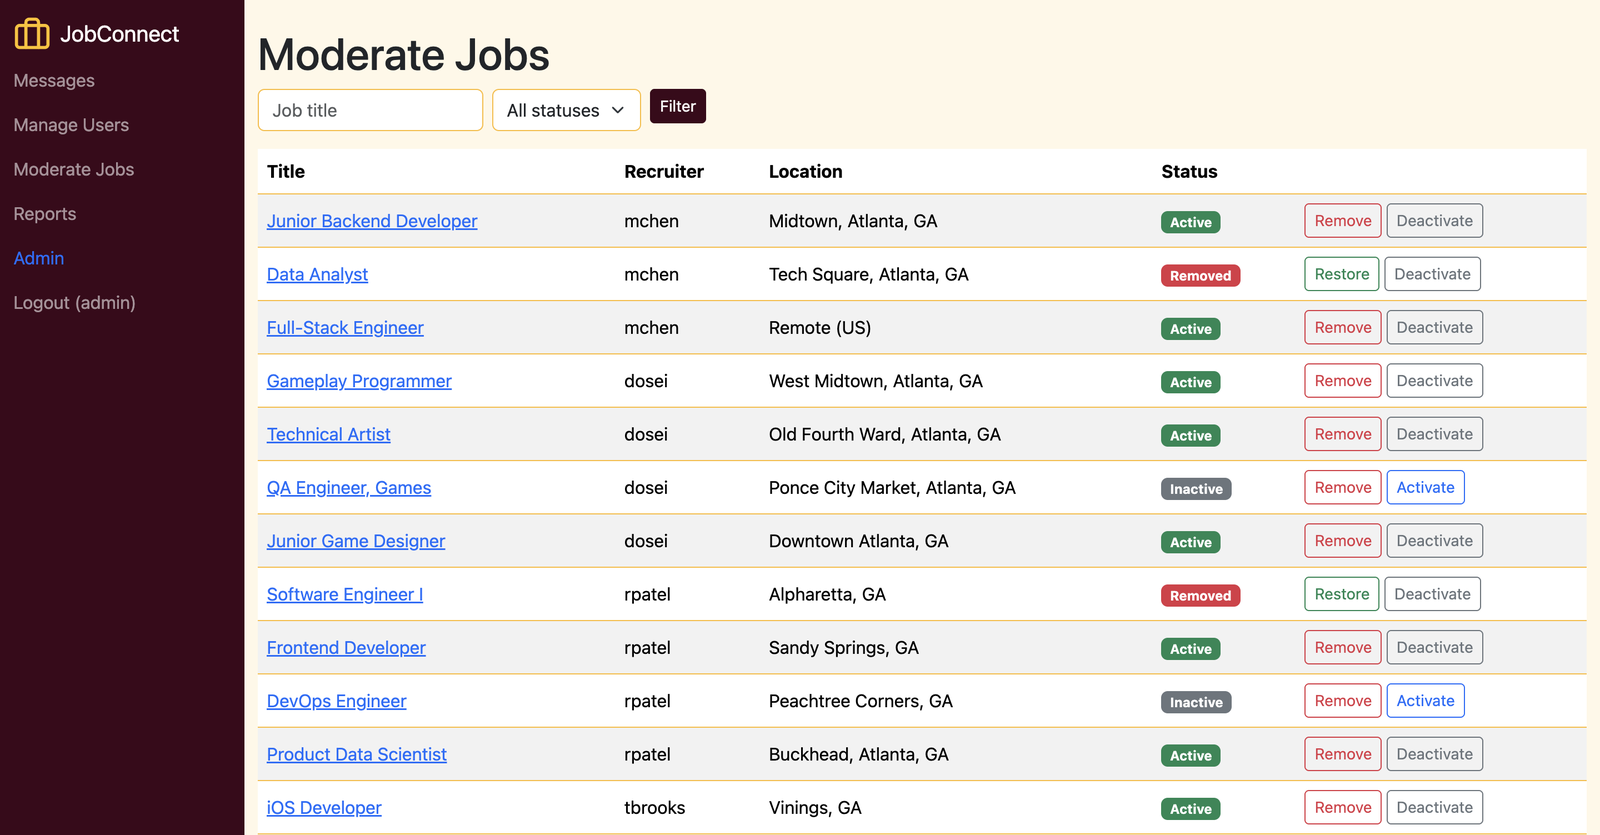 JobConnect
Messages
Manage Users
Moderate Jobs
Reports
Admin
Logout (admin)
Moderate Jobs
Job title All statuses Filter
Title Recruiter Location Status
Junior Backend Developer mchen Midtown, Atlanta, GA Active Remove Deactivate
Data Analyst mchen Tech Square, Atlanta, GA Removed Restore Deactivate
Full-Stack Engineer mchen Remote (US) Active Remove Deactivate
Gameplay Programmer dosei West Midtown, Atlanta, GA Active Remove Deactivate
Technical Artist dosei Old Fourth Ward, Atlanta, GA Active Remove Deactivate
QA Engineer, Games dosei Ponce City Market, Atlanta, GA Inactive Remove Activate
Junior Game Designer dosei Downtown Atlanta, GA Active Remove Deactivate
Software Engineer I rpatel Alpharetta, GA Removed Restore Deactivate
Frontend Developer rpatel Sandy Springs, GA Active Remove Deactivate
DevOps Engineer rpatel Peachtree Corners, GA Inactive Remove Activate
Product Data Scientist rpatel Buckhead, Atlanta, GA Active Remove Deactivate
iOS Developer tbrooks Vinings, GA Active Remove Deactivate